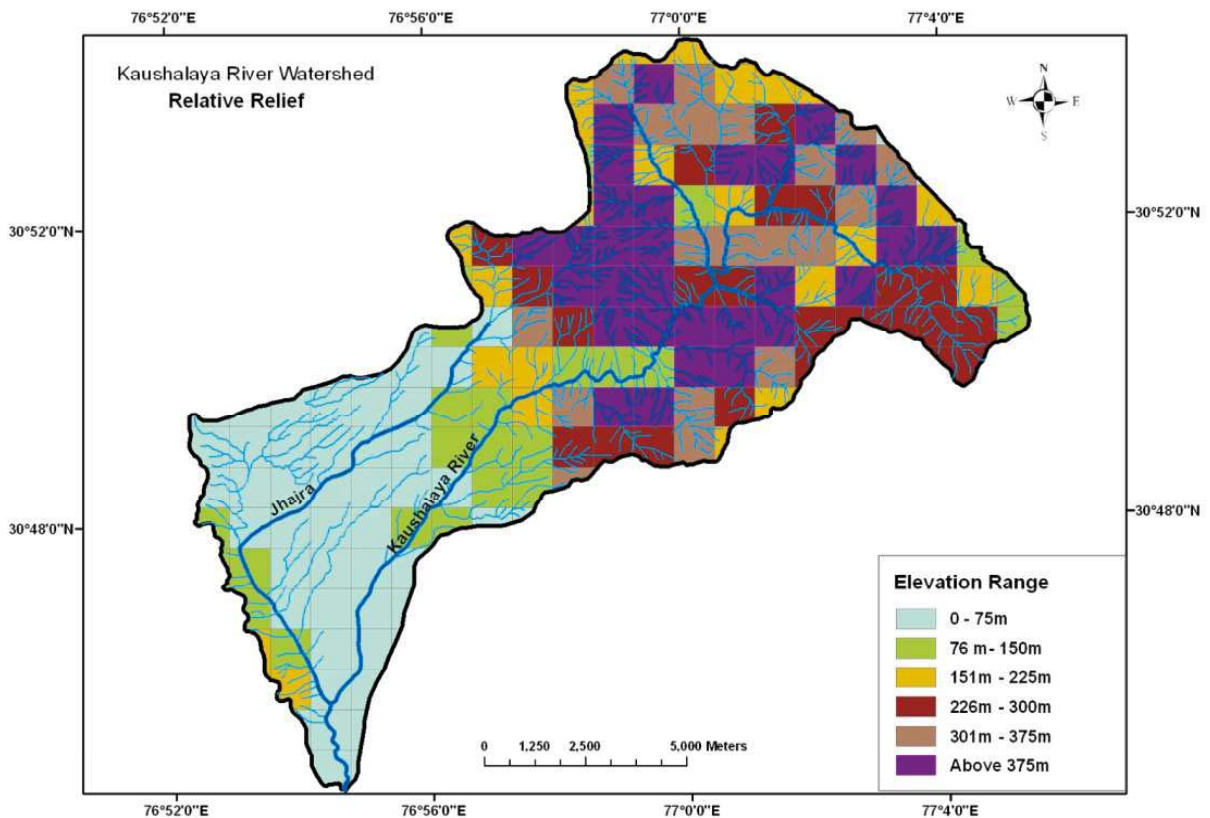 76°52'0"E 76°56'0"E 77°0'0"E 77°4'0"E
Kaushalaya River Watershed
Relative Relief
N
W E
S
30°52'0"N 30°52'0"N
Jhajra
Kaushalaya River
30°48'0"N 30°48'0"N
Elevation Range
0 - 75m
76 m- 150m
151m - 225m
226m - 300m
301m - 375m
Above 375m
0 1,250 2,500 5,000 Meters
76°52'0"E 76°56'0"E 77°0'0"E 77°4'0"E